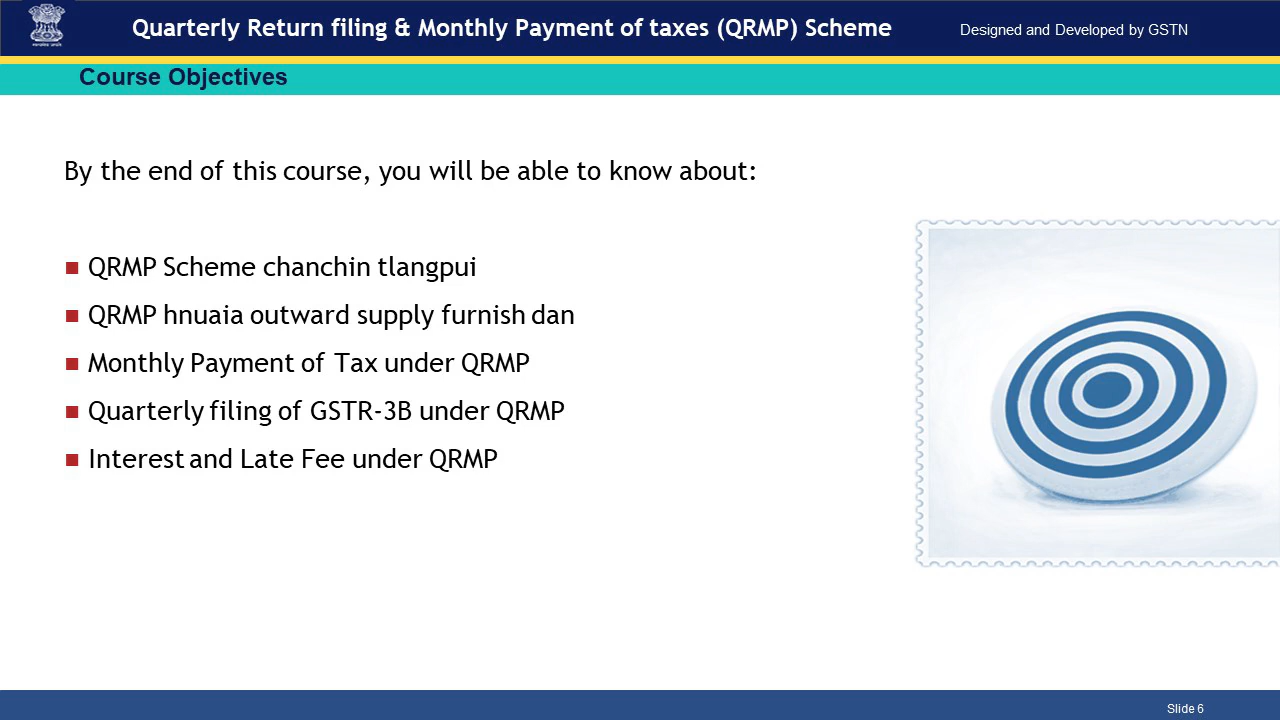 Quarterly Return filing & Monthly Payment of taxes (QRMP) Scheme
Designed and Developed by GSTN
Course Objectives
By the end of this course, you will be able to know about:
QRMP Scheme chanchin tlangpui
QRMP hnuaia outward supply furnish dan
Monthly Payment of Tax under QRMP
Quarterly filing of GSTR-3B under QRMP
Interest and Late Fee under QRMP
Slide 6